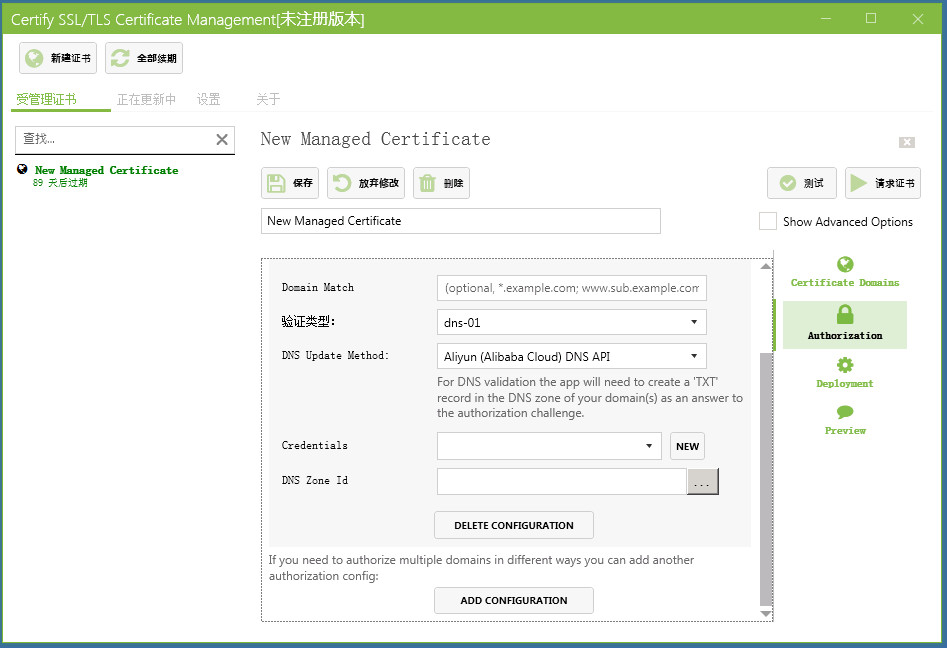 Certify SSL/TLS Certificate Management[未注册版本]
新建证书 全部续期
受管理证书 正在更新中 设置 关于
查找...
New Managed Certificate
89 天后过期
New Managed Certificate
保存 放弃修改 删除 测试 请求证书
New Managed Certificate
Show Advanced Options
Domain Match (optional, *.example.com; www.sub.example.com
验证类型: dns-01
DNS Update Method: Aliyun (Alibaba Cloud) DNS API
For DNS validation the app will need to create a 'TXT'
record in the DNS zone of your domain(s) as an answer to
the authorization challenge.
Credentials NEW
DNS Zone Id ...
DELETE CONFIGURATION
If you need to authorize multiple domains in different ways you can add another
authorization config:
ADD CONFIGURATION
Certificate Domains
Authorization
Deployment
Preview